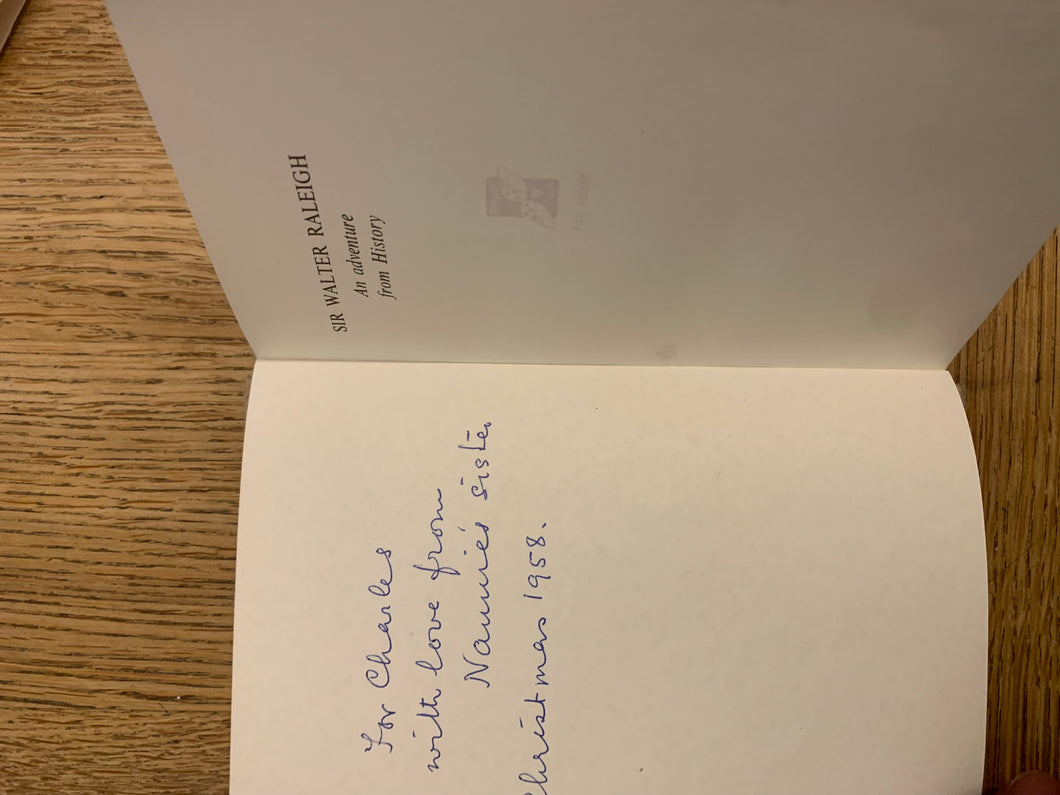 For Charles
with love from
Nannie's sister
Christmas 1958.
SIR WALTER RALEIGH
An adventure
from History